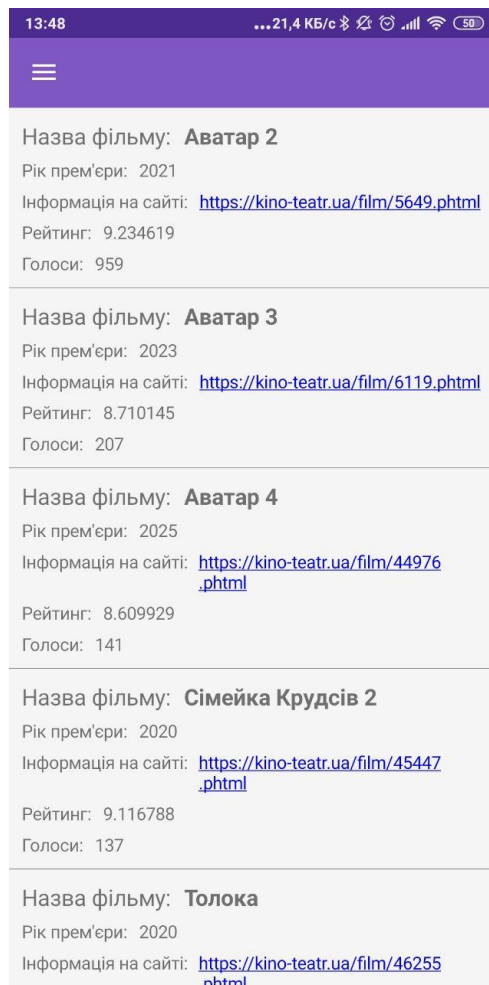 13:48 ...21,4 КБ/с 50
Назва фільму: Аватар 2
Рік прем'єри: 2021
Інформація на сайті: https://kino-teatr.ua/film/5649.phtml
Рейтинг: 9.234619
Голоси: 959
Назва фільму: Аватар 3
Рік прем'єри: 2023
Інформація на сайті: https://kino-teatr.ua/film/6119.phtml
Рейтинг: 8.710145
Голоси: 207
Назва фільму: Аватар 4
Рік прем'єри: 2025
Інформація на сайті: https://kino-teatr.ua/film/44976
.phtml
Рейтинг: 8.609929
Голоси: 141
Назва фільму: Сімейка Крудсів 2
Рік прем'єри: 2020
Інформація на сайті: https://kino-teatr.ua/film/45447
.phtml
Рейтинг: 9.116788
Голоси: 137
Назва фільму: Толока
Рік прем'єри: 2020
Інформація на сайті: https://kino-teatr.ua/film/46255
.phtml